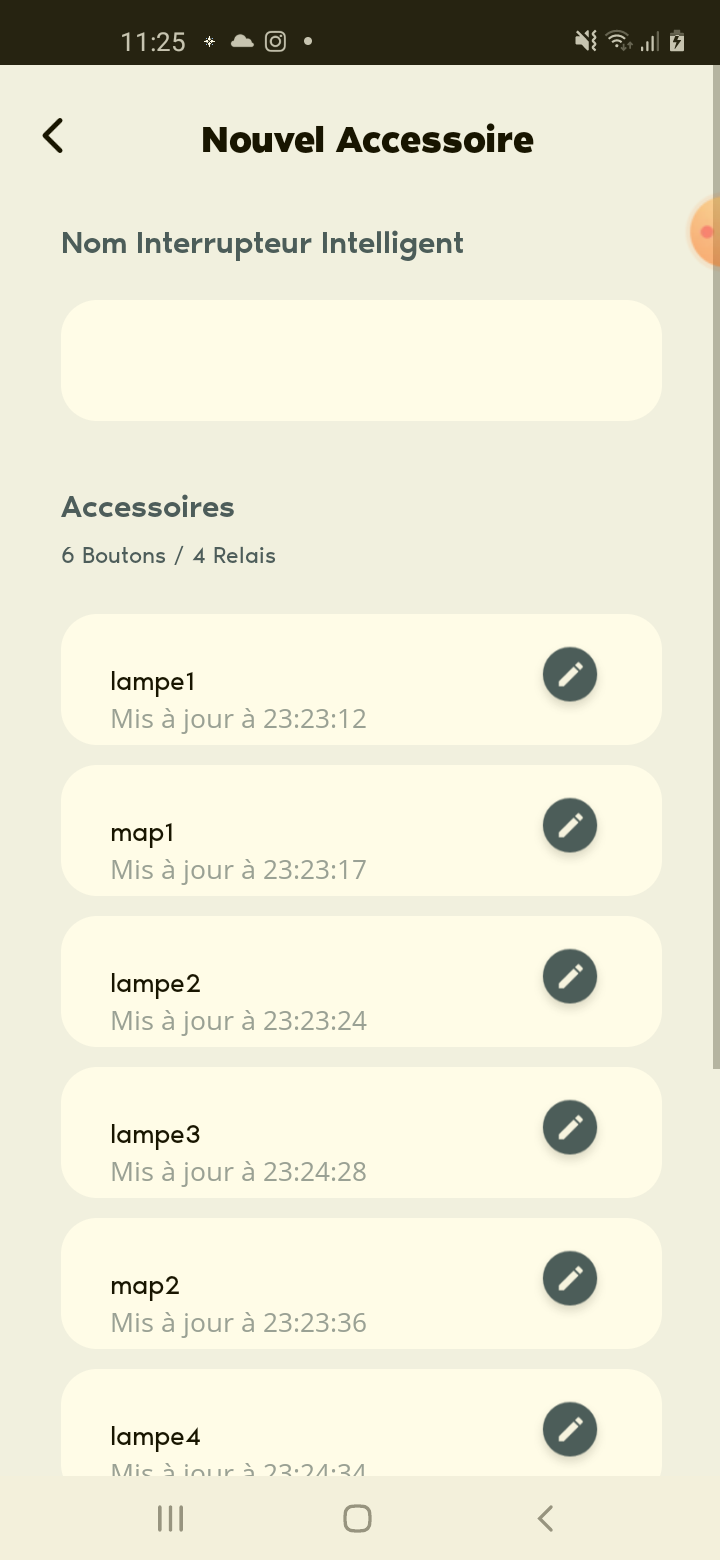 11:25
Nouvel Accessoire
Nom Interrupteur Intelligent
Accessoires
6 Boutons / 4 Relais
lampe1
Mis à jour à 23:23:12
map1
Mis à jour à 23:23:17
lampe2
Mis à jour à 23:23:24
lampe3
Mis à jour à 23:24:28
map2
Mis à jour à 23:23:36
lampe4
Mis à jour à 23:24:34